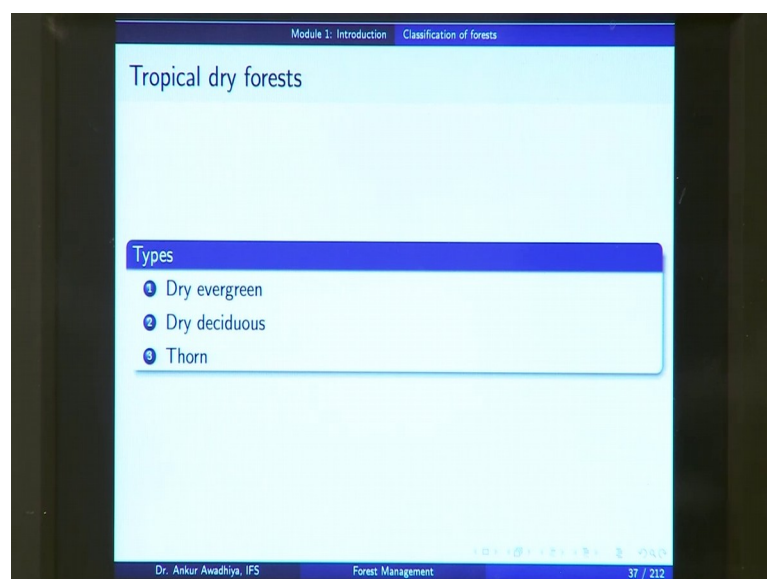 Module 1: Introduction Classification of forests
Tropical dry forests
Types
1 Dry evergreen
2 Dry deciduous
3 Thorn
Dr. Ankur Awadhiya, IFS Forest Management 37 / 212